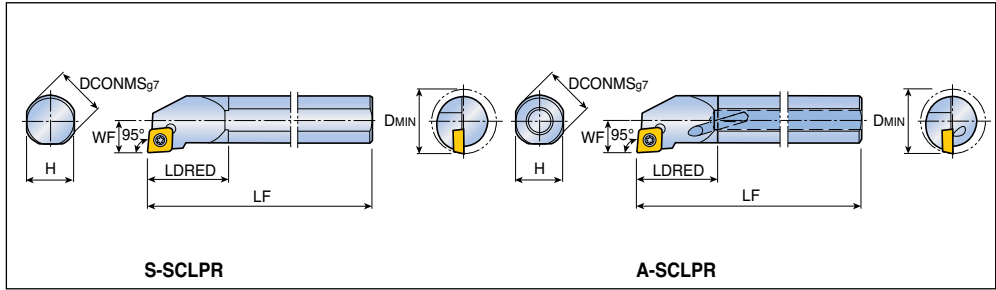 DCONMSg7
WF 95°
H
LDRED
LF
DMIN
S-SCLPR
DCONMSg7
WF 95°
H
LDRED
LF
DMIN
A-SCLPR